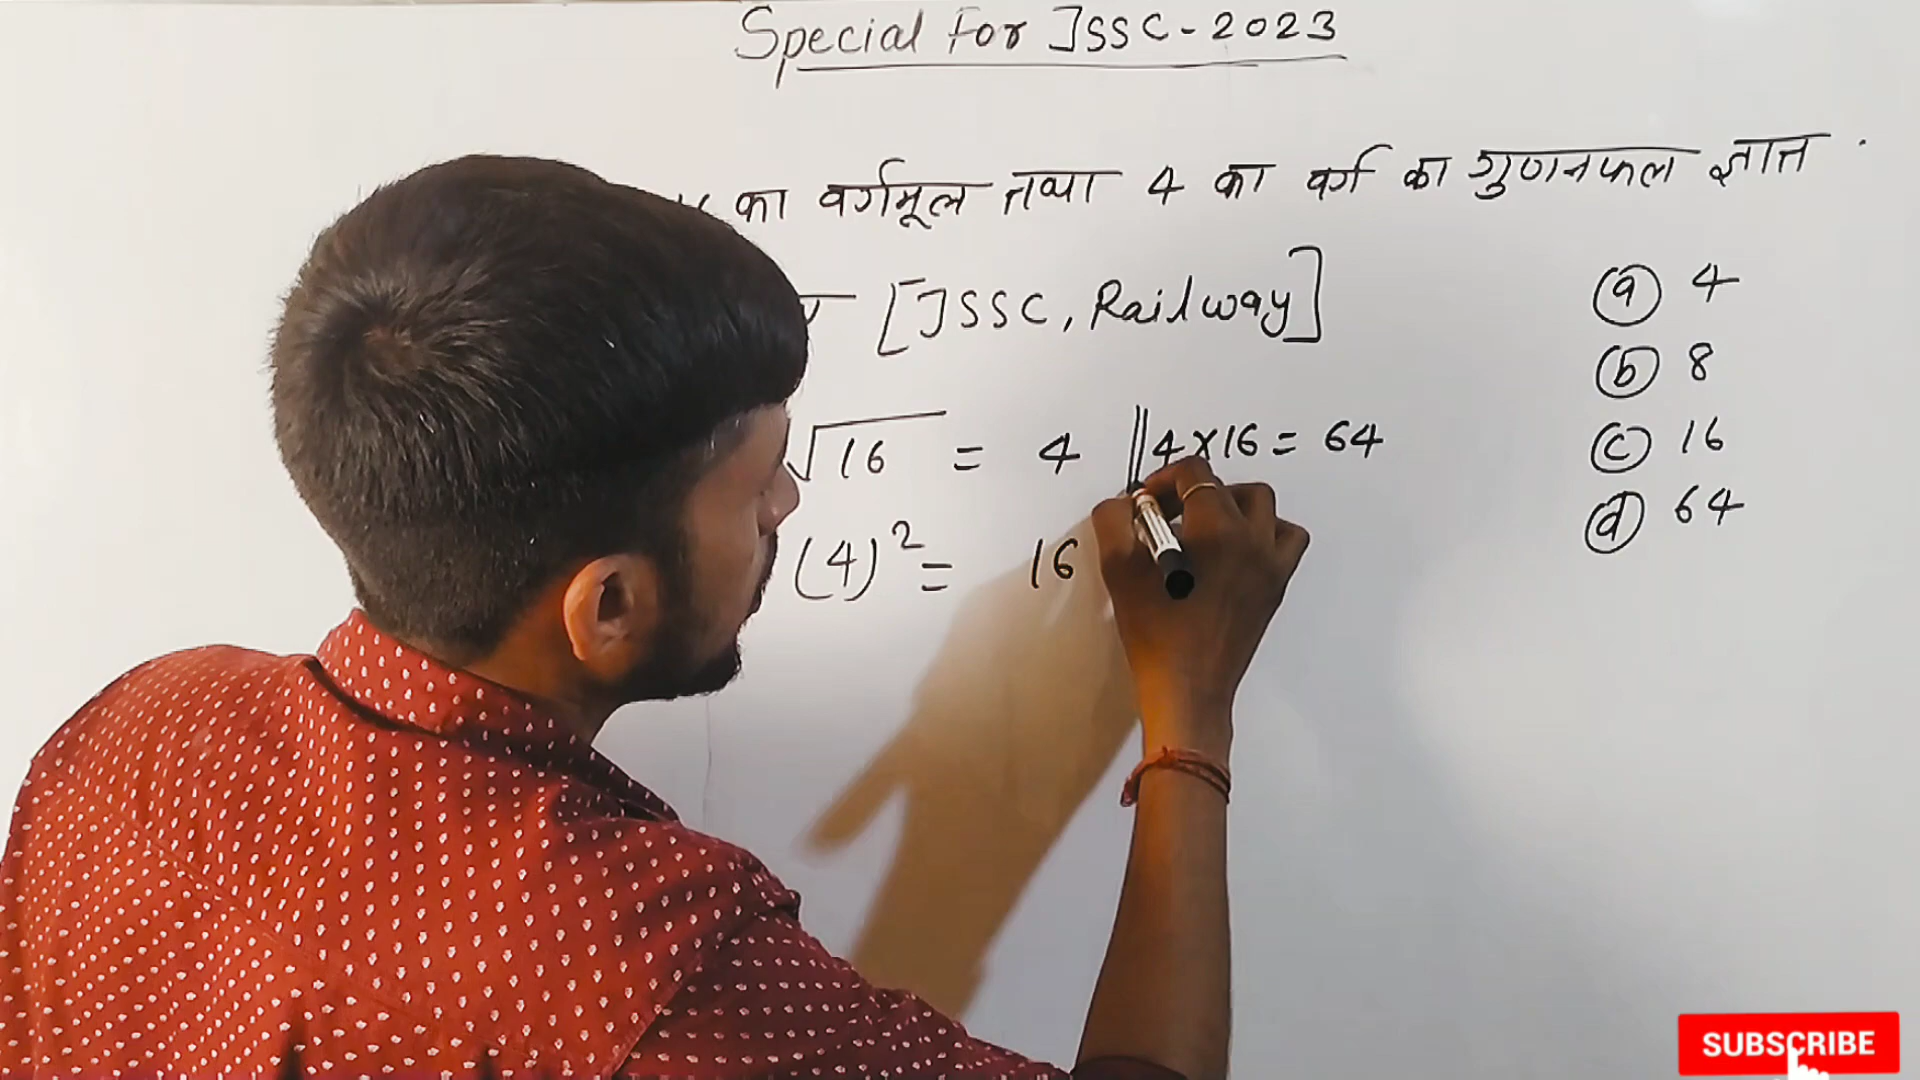 Special For JSSC-2023
का वर्गमूल तथा 4 का वर्ग का गुणनफल ज्ञात
[JSSC, Railway]
ⓐ 4
ⓑ 8
ⓒ 16
ⓓ 64
√16 = 4 || 4×16 = 64
(4)² = 16
SUBSCRIBE